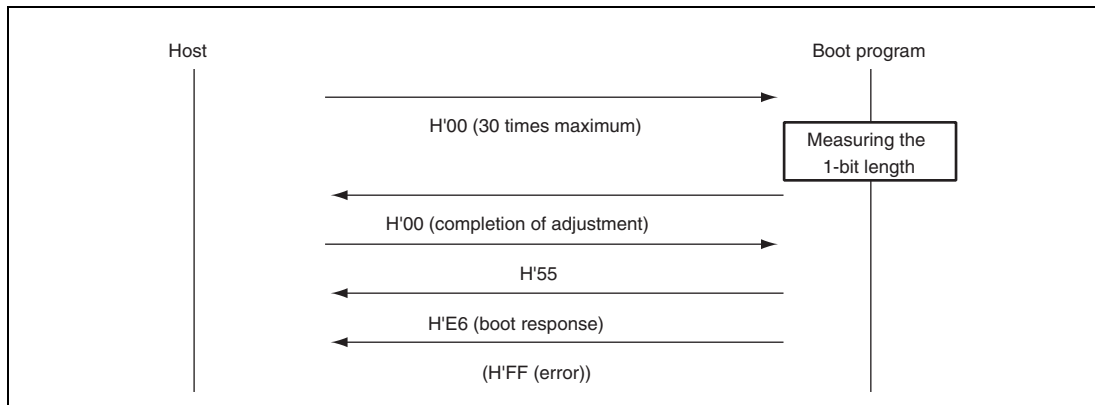 Host
Boot program
H'00 (30 times maximum)
Measuring the
1-bit length
H'00 (completion of adjustment)
H'55
H'E6 (boot response)
(H'FF (error))